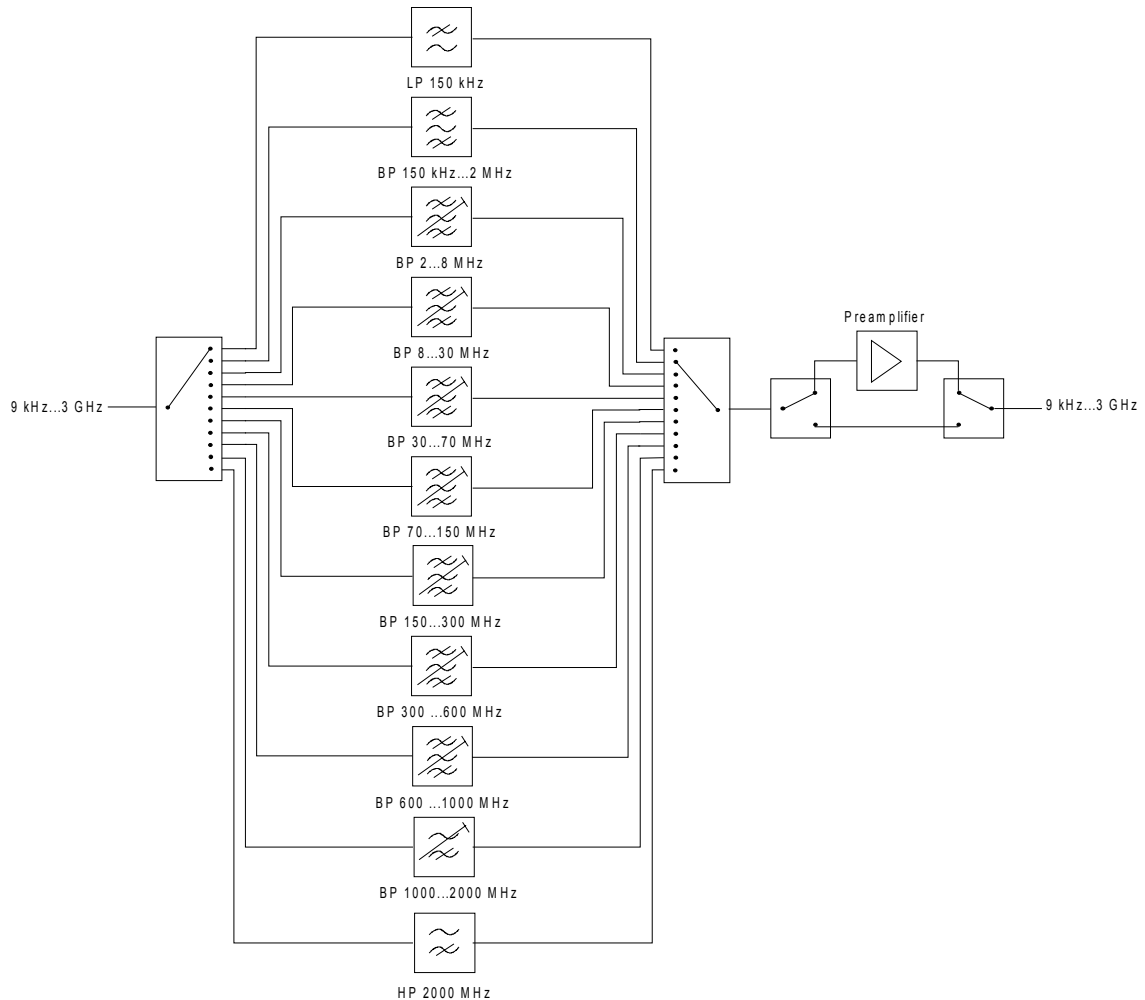 LP 150 kHz
BP 150 kHz...2 MHz
BP 2...8 MHz
BP 8...30 MHz
Preamplifier
9 kHz...3 GHz
9 kHz...3 GHz
BP 30...70 MHz
BP 70...150 MHz
BP 150...300 MHz
BP 300 ...600 MHz
BP 600 ...1000 MHz
BP 1000...2000 MHz
HP 2000 MHz